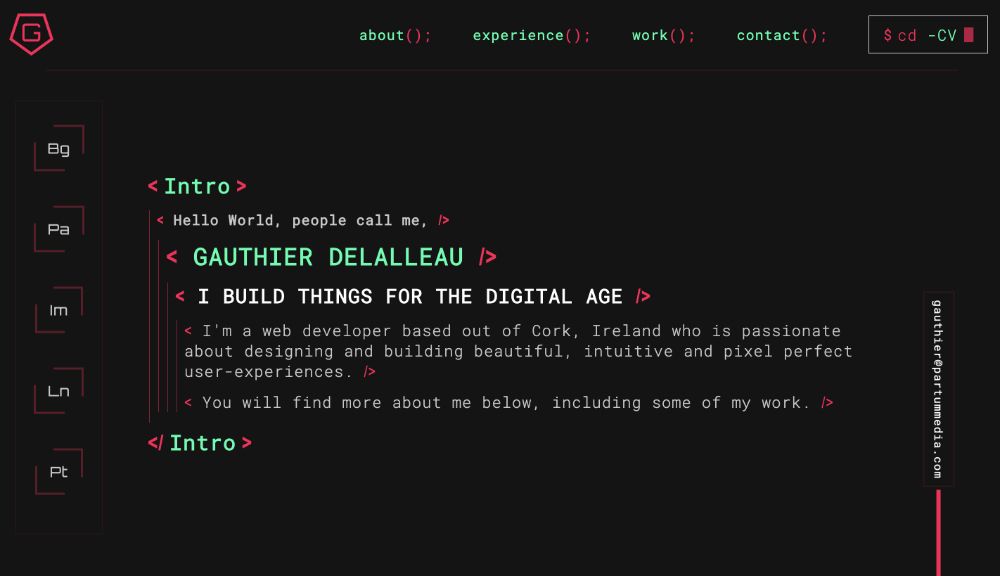 G
about(); experience(); work(); contact(); $ cd -CV
Bg
Pa
Im
Ln
Pt
< Intro >
< Hello World, people call me, />
< GAUTHIER DELALLEAU />
< I BUILD THINGS FOR THE DIGITAL AGE />
< I'm a web developer based out of Cork, Ireland who is passionate
about designing and building beautiful, intuitive and pixel perfect
user-experiences. />
< You will find more about me below, including some of my work. />
</ Intro >
gauthier@partummedia.com